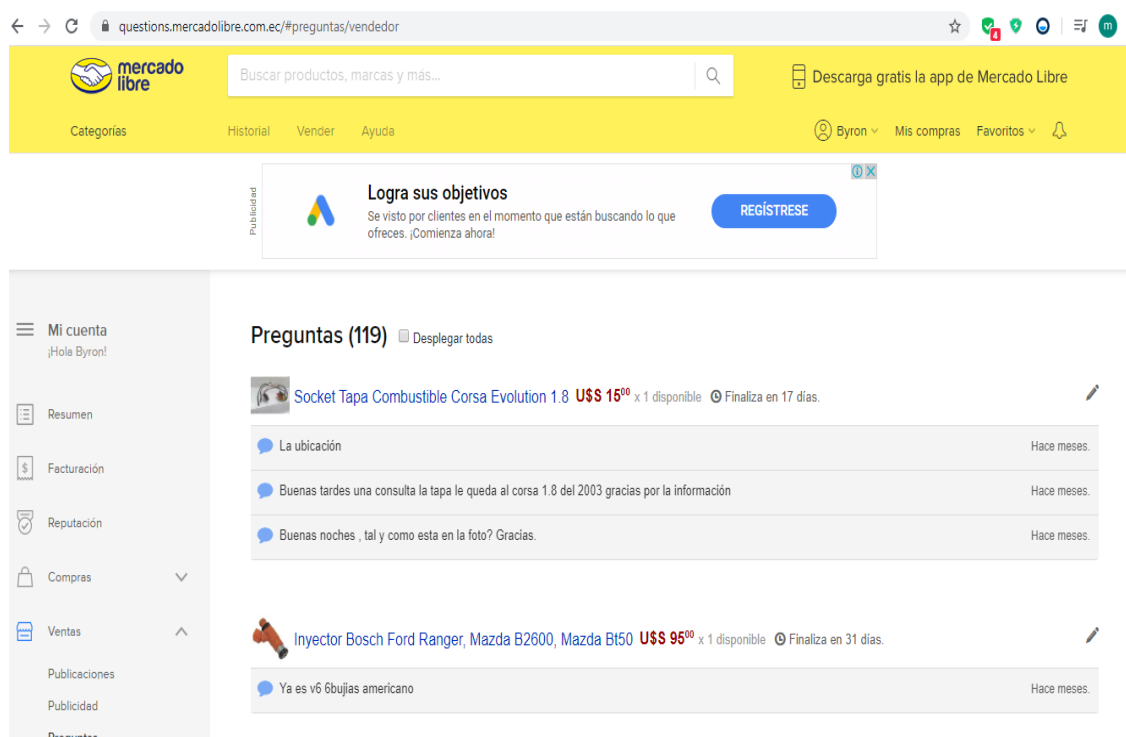 questions.mercadolibre.com.ec/#preguntas/vendedor
4
m
mercado
libre
Buscar productos, marcas y más...
Descarga gratis la app de Mercado Libre
Categorías
Historial
Vender
Ayuda
Byron
Mis compras
Favoritos
Publicidad
Logra sus objetivos
Se visto por clientes en el momento que están buscando lo que
ofreces. ¡Comienza ahora!
REGÍSTRESE
Mi cuenta
¡Hola Byron!
Resumen
Facturación
Reputación
Compras
Ventas
Publicaciones
Publicidad
Preguntas
Preguntas (119) Desplegar todas
Socket Tapa Combustible Corsa Evolution 1.8 U$S 15⁰⁰ x 1 disponible Finaliza en 17 días.
La ubicación Hace meses.
Buenas tardes una consulta la tapa le queda al corsa 1.8 del 2003 gracias por la información Hace meses.
Buenas noches , tal y como esta en la foto? Gracias. Hace meses.
Inyector Bosch Ford Ranger, Mazda B2600, Mazda Bt50 U$S 95⁰⁰ x 1 disponible Finaliza en 31 días.
Ya es v6 6bujias americano Hace meses.